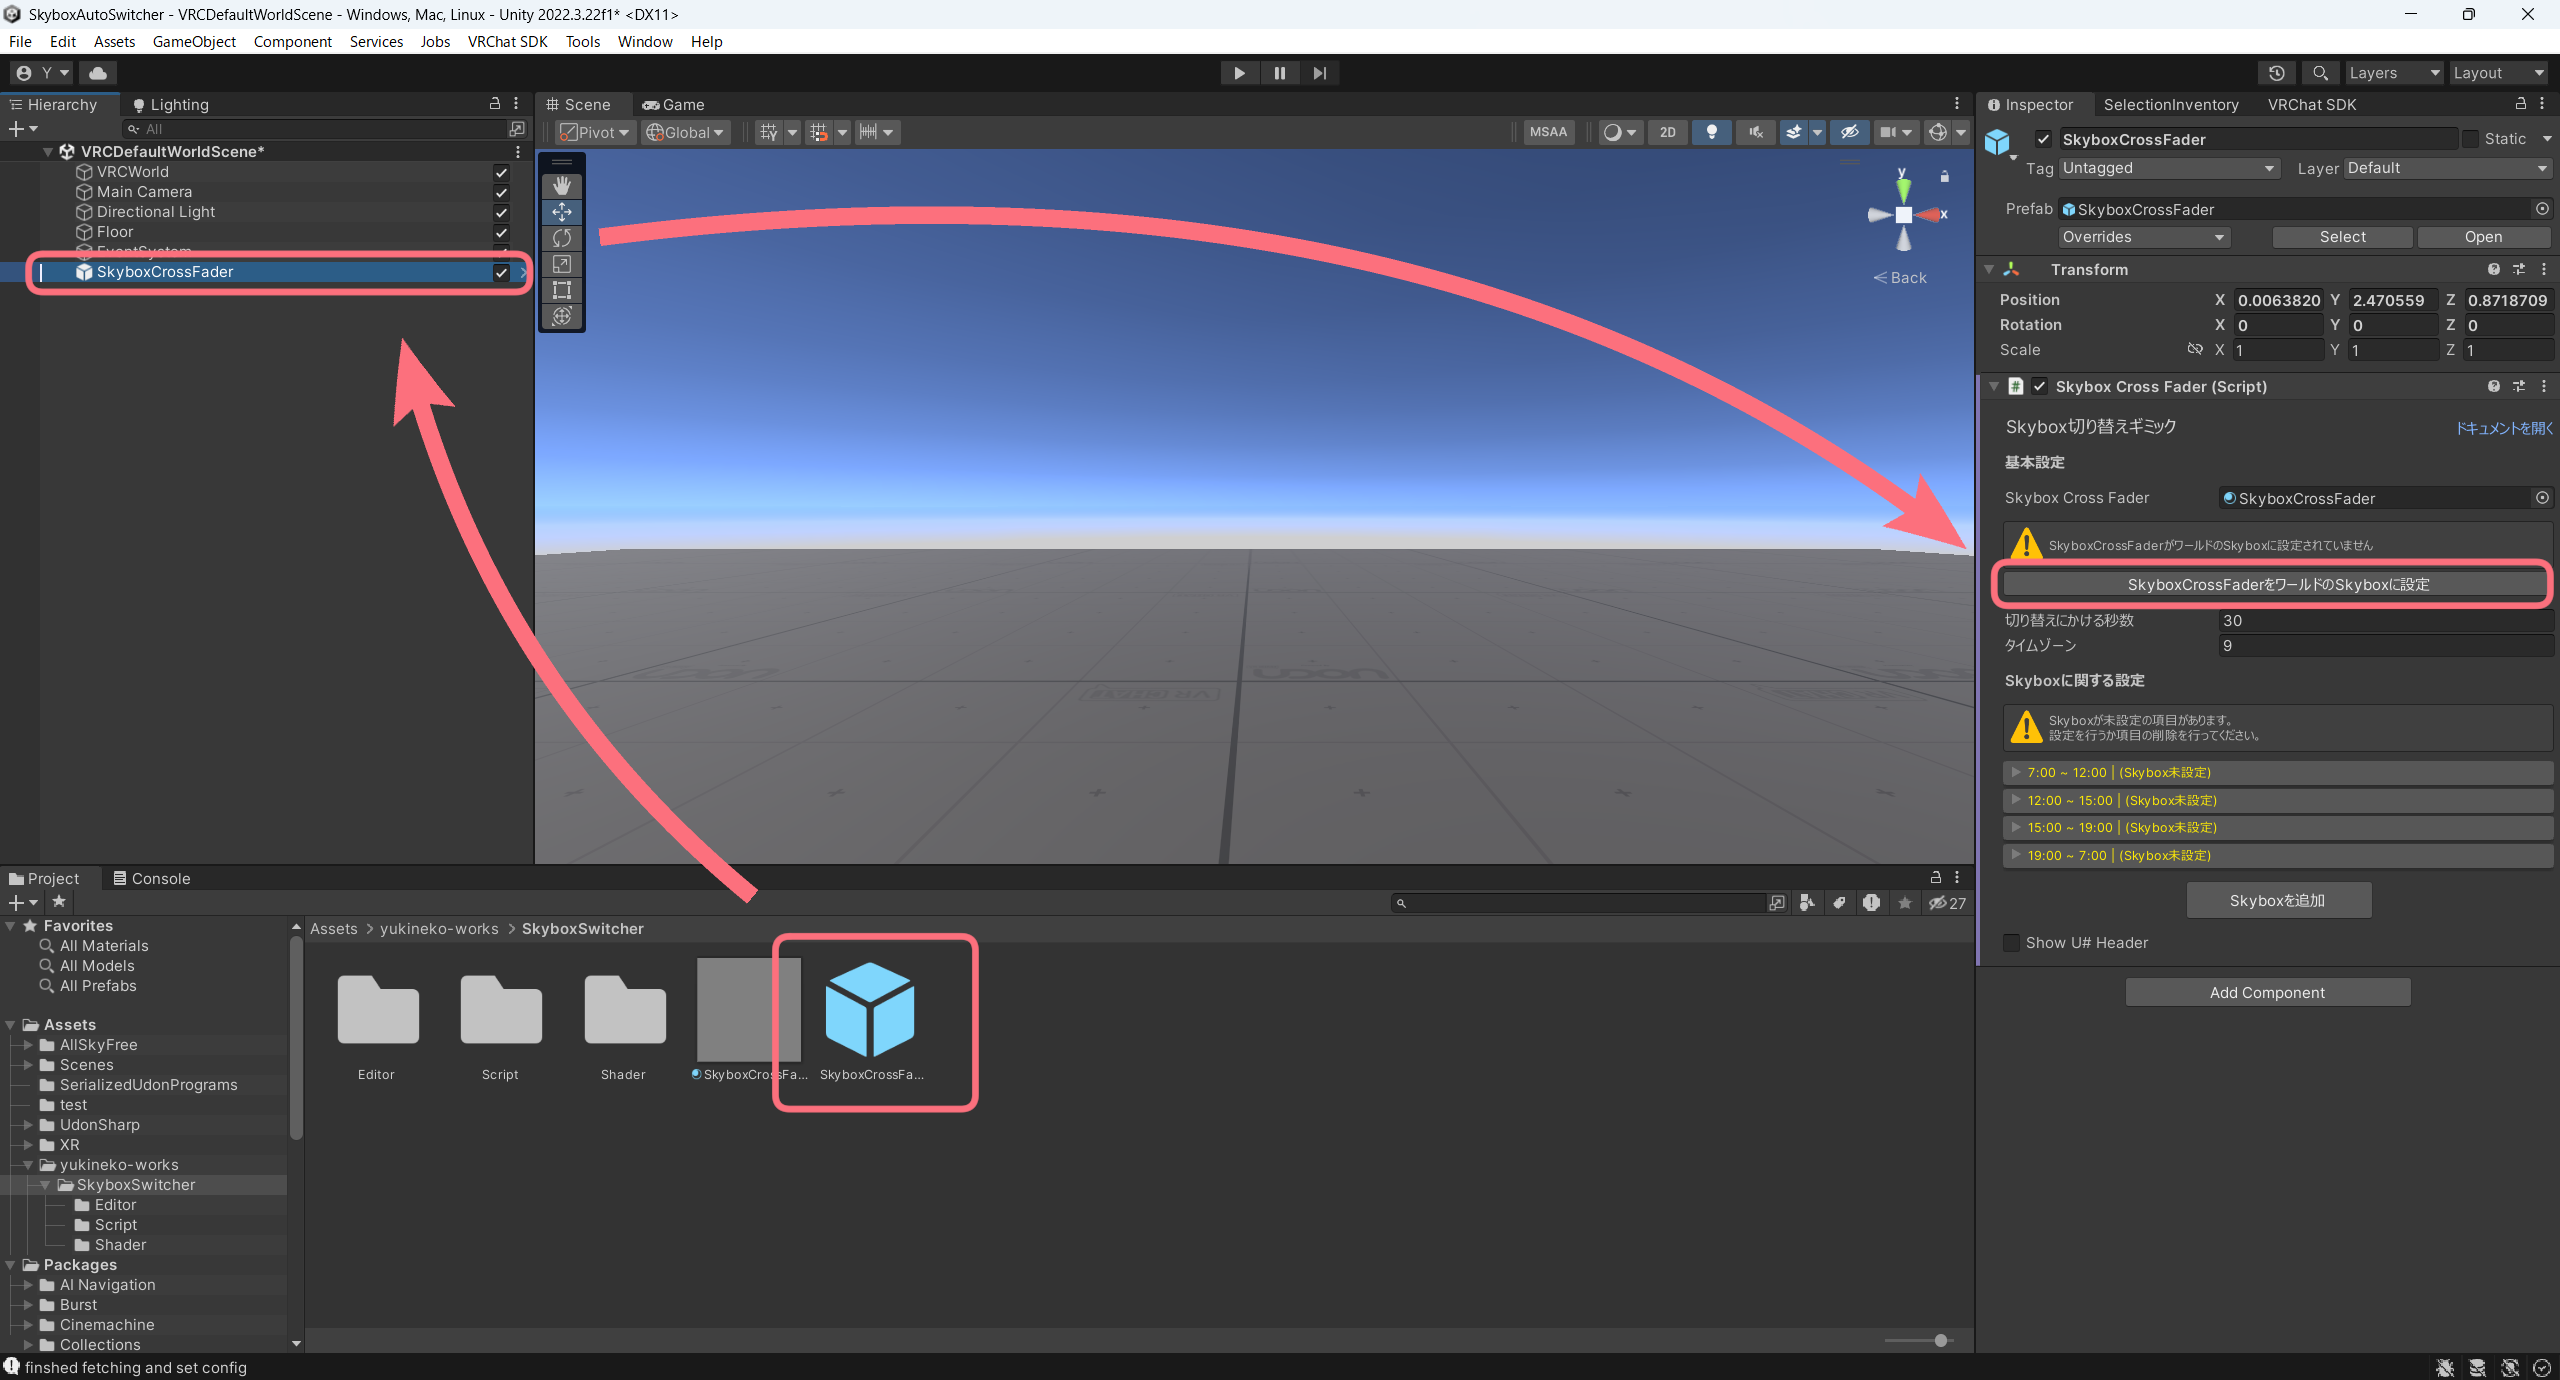 SkyboxAutoSwitcher - VRCDefaultWorldScene - Windows, Mac, Linux - Unity 2022.3.22f1* <DX11>
File Edit Assets GameObject Component Services Jobs VRChat SDK Tools Window Help
Y
Layers
Layout
Hierarchy
Lighting
All
VRCDefaultWorldScene*
VRCWorld
Main Camera
Directional Light
Floor
EventSystem
SkyboxCrossFader
Scene
Game
Pivot
Global
MSAA
2D
y
x
Back
Inspector
SelectionInventory
VRChat SDK
SkyboxCrossFader
Static
Tag Untagged
Layer Default
Prefab SkyboxCrossFader
Overrides
Select
Open
Transform
Position X 0.0063820 Y 2.470559 Z 0.8718709
Rotation X 0 Y 0 Z 0
Scale X 1 Y 1 Z 1
# Skybox Cross Fader (Script)
Skybox切り替えギミック
ドキュメントを開く
基本設定
Skybox Cross Fader SkyboxCrossFader
SkyboxCrossFaderがワールドのSkyboxに設定されていません
SkyboxCrossFaderをワールドのSkyboxに設定
切り替えにかける秒数 30
タイムゾーン 9
Skyboxに関する設定
Skyboxが未設定の項目があります。
設定を行うか項目の削除を行ってください。
7:00 ~ 12:00 | (Skybox未設定)
12:00 ~ 15:00 | (Skybox未設定)
15:00 ~ 19:00 | (Skybox未設定)
19:00 ~ 7:00 | (Skybox未設定)
Skyboxを追加
Show U# Header
Add Component
Project
Console
27
Favorites
All Materials
All Models
All Prefabs
Assets
AllSkyFree
Scenes
SerializedUdonPrograms
test
UdonSharp
XR
yukineko-works
SkyboxSwitcher
Editor
Script
Shader
Packages
AI Navigation
Burst
Cinemachine
Collections
Assets > yukineko-works > SkyboxSwitcher
Editor
Script
Shader
SkyboxCrossFa...
SkyboxCrossFa...
finshed fetching and set config